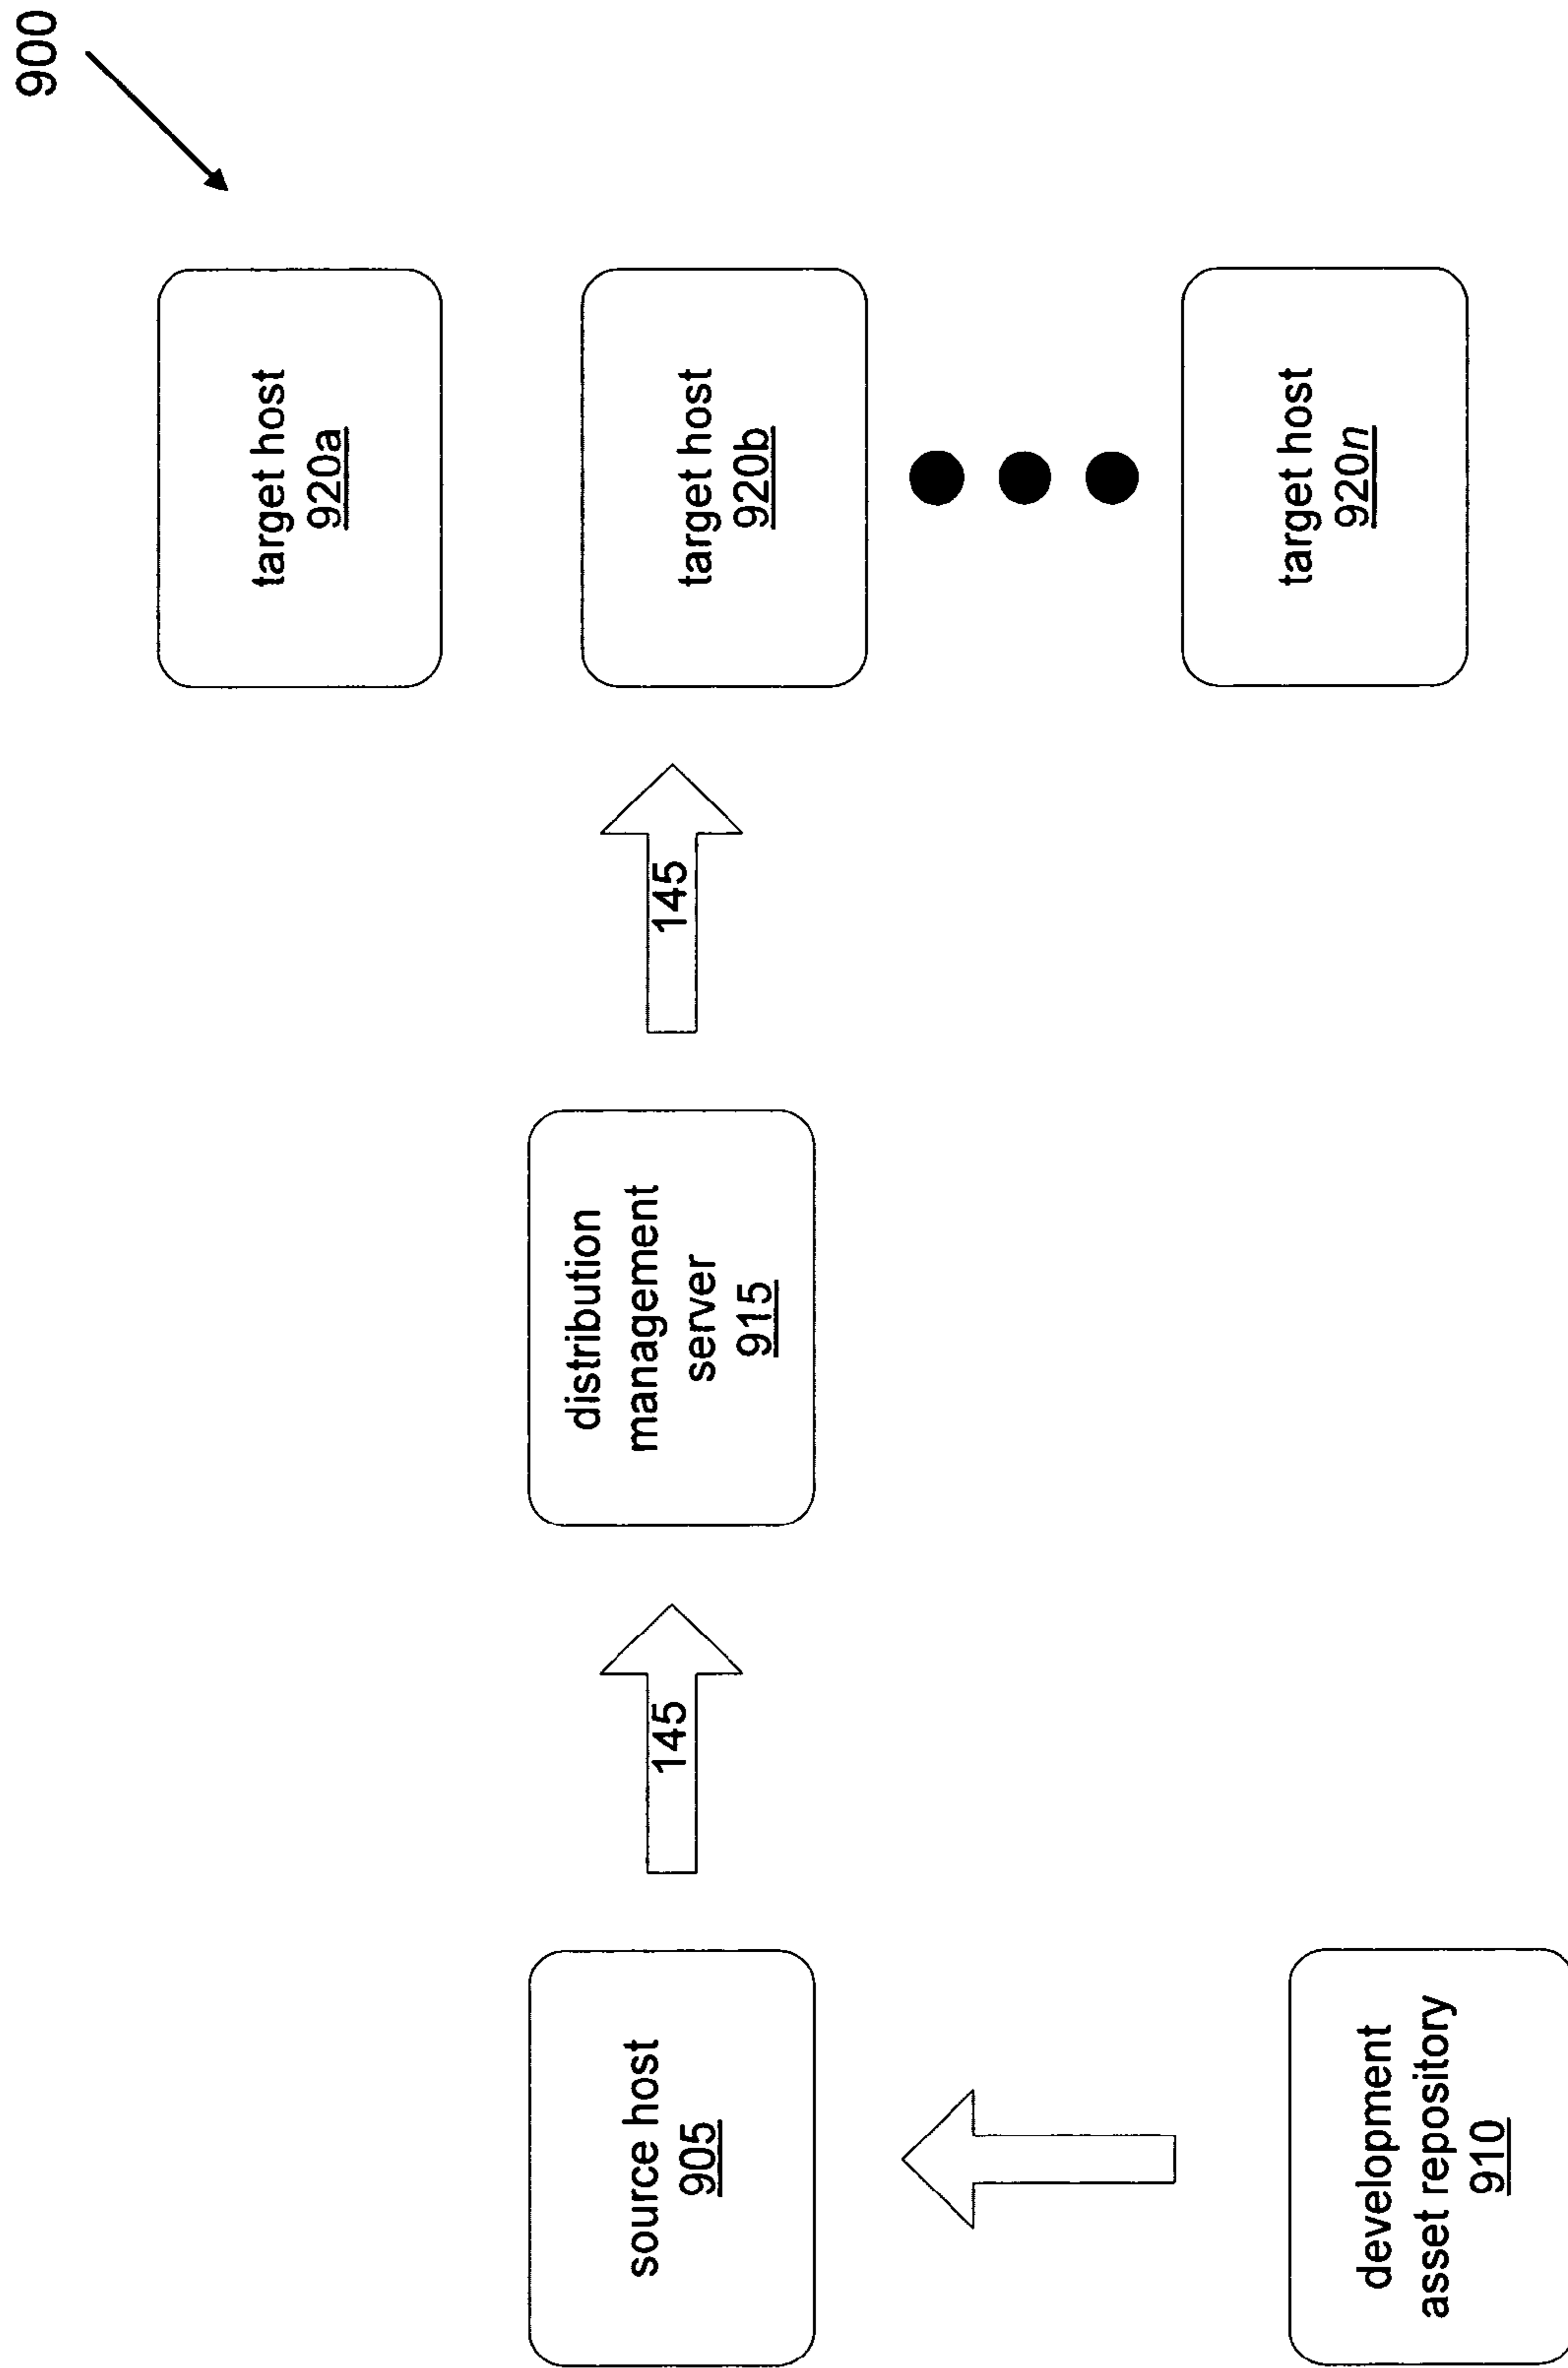 900
target host
920a
source host
905
145
distribution
management
server
915
145
target host
920b
development
asset repository
910
target host
920n